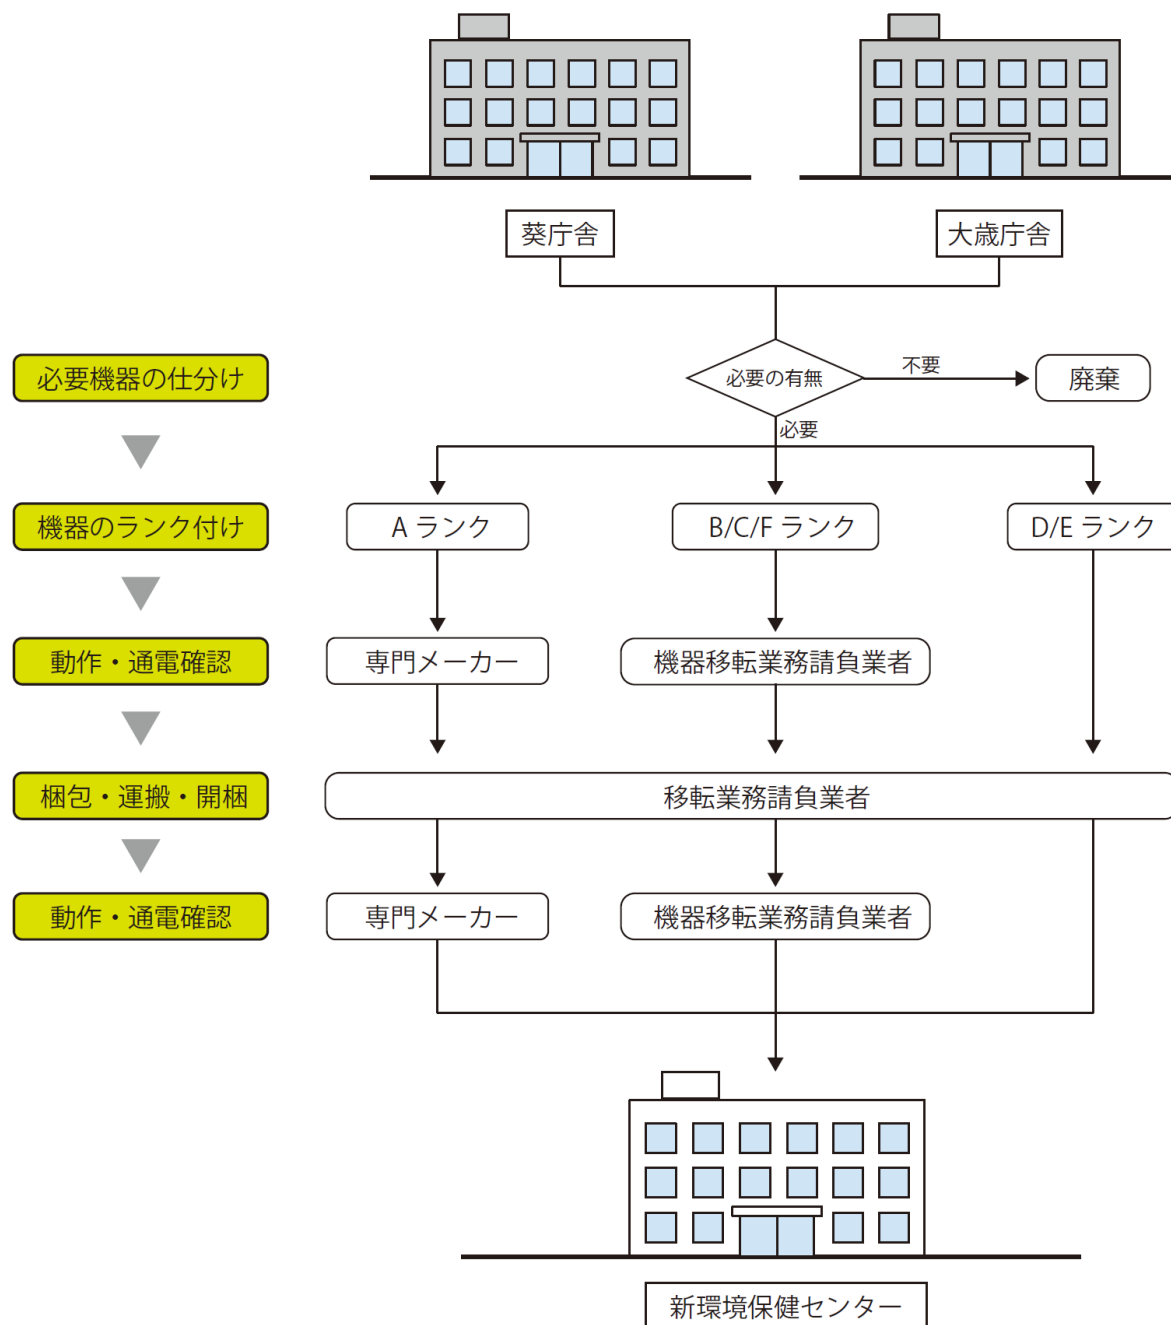 葵庁舎
大歳庁舎
必要機器の仕分け
必要の有無
不要
廃棄
必要
機器のランク付け
A ランク
B/C/F ランク
D/E ランク
動作・通電確認
専門メーカー
機器移転業務請負業者
梱包・運搬・開梱
移転業務請負業者
動作・通電確認
専門メーカー
機器移転業務請負業者
新環境保健センター